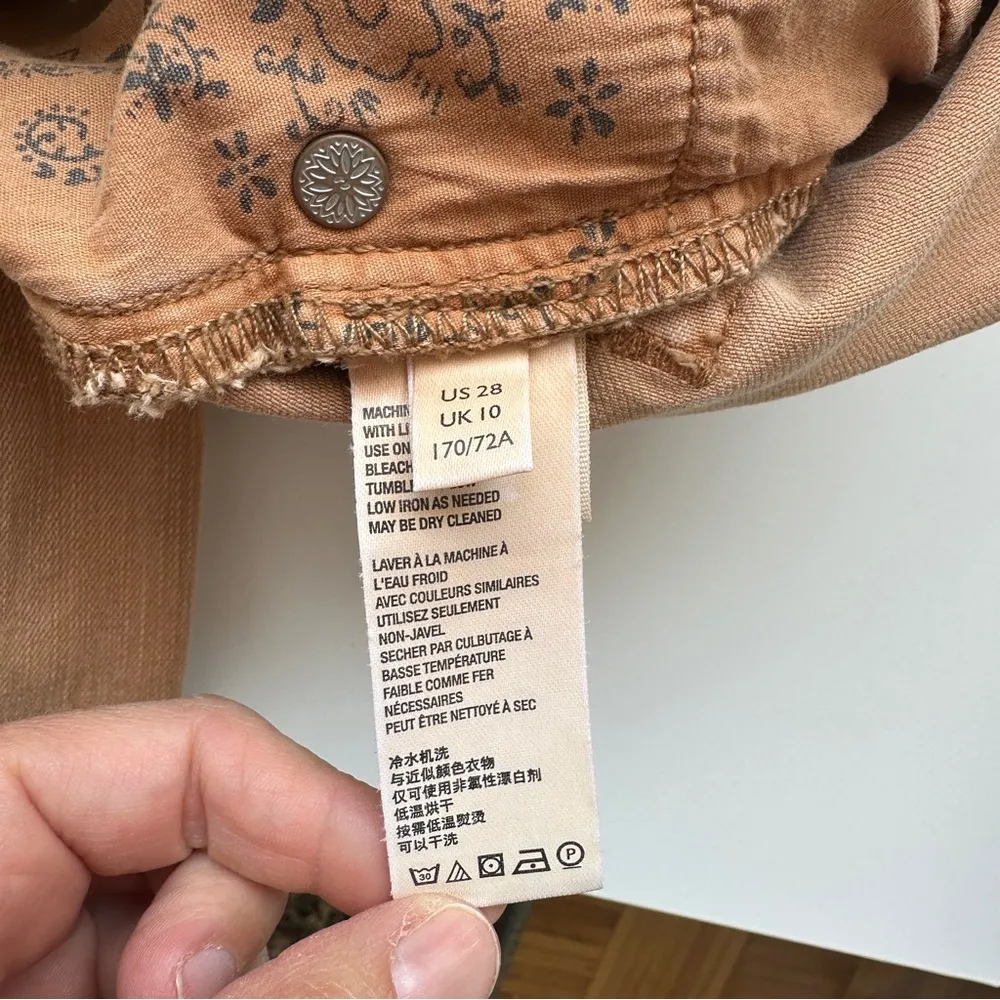 US 28
UK 10
170/72A
MACHIN
WITH LI
USE ON
BLEACH
TUMBLE
LOW IRON AS NEEDED
MAY BE DRY CLEANED
LAVER À LA MACHINE À
L'EAU FROID
AVEC COULEURS SIMILAIRES
UTILISEZ SEULEMENT
NON-JAVEL
SECHER PAR CULBUTAGE À
BASSE TEMPÉRATURE
FAIBLE COMME FER
NÉCESSAIRES
PEUT ÊTRE NETTOYÉ À SEC
冷水机洗
与近似颜色衣物
仅可使用非氯性漂白剂
低温烘干
按需低温熨烫
可以干洗
30 P